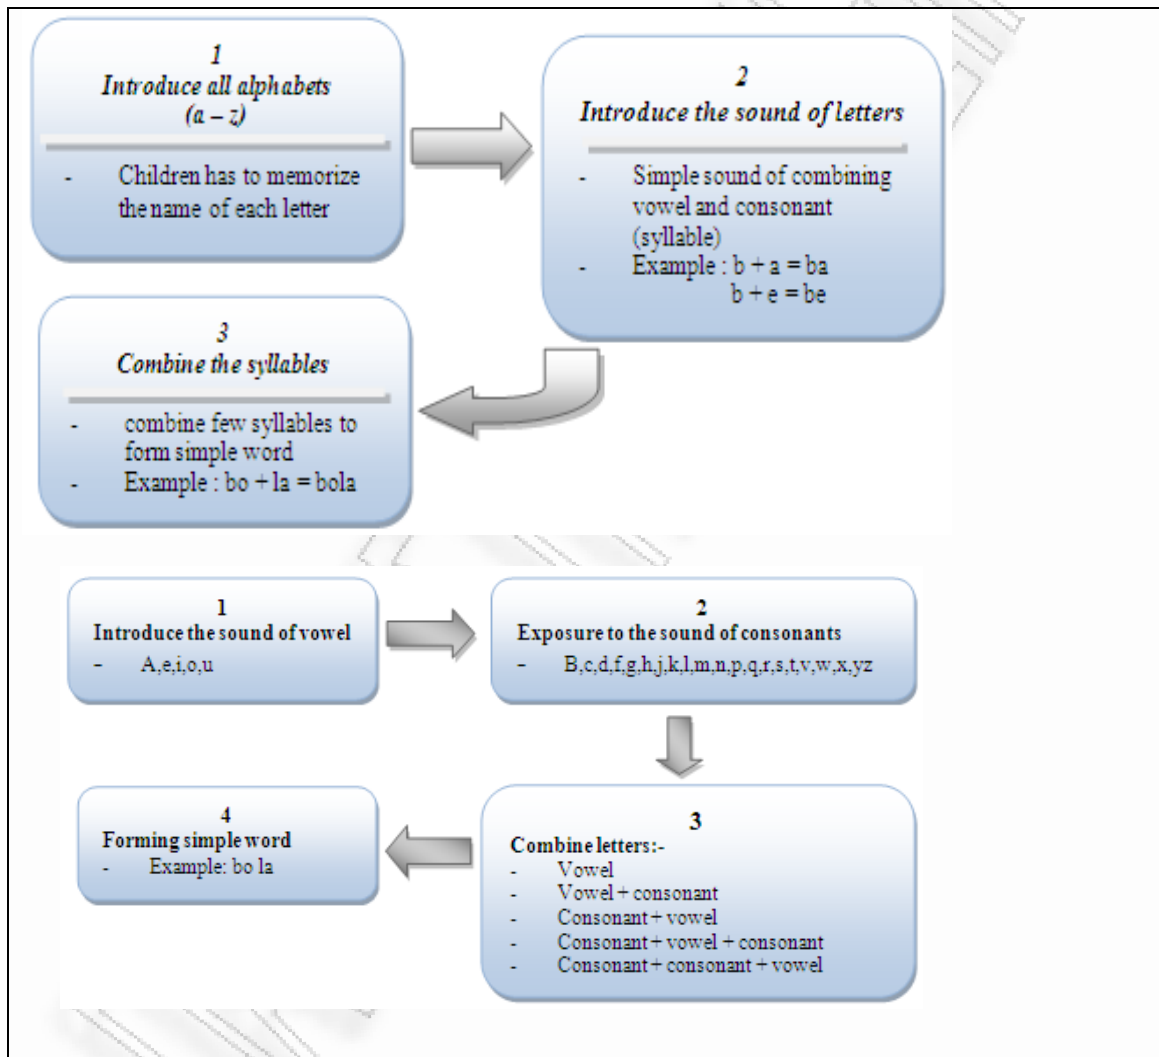 1
Introduce all alphabets
(a – z)
- Children has to memorize
the name of each letter
2
Introduce the sound of letters
- Simple sound of combining
vowel and consonant
(syllable)
- Example : b + a = ba
b + e = be
3
Combine the syllables
- combine few syllables to
form simple word
- Example : bo + la = bola
1
Introduce the sound of vowel
- A,e,i,o,u
2
Exposure to the sound of consonants
- B,c,d,f,g,h,j,k,l,m,n,p,q,r,s,t,v,w,x,yz
3
Combine letters:-
- Vowel
- Vowel + consonant
- Consonant + vowel
- Consonant + vowel + consonant
- Consonant + consonant + vowel
4
Forming simple word
- Example: bo la